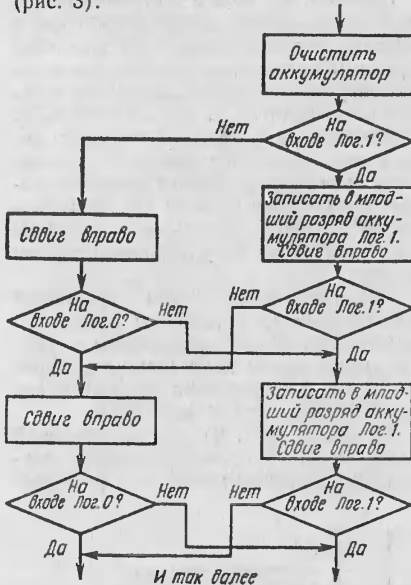 (рис. 3).
Очистить
аккумулятор
На
входе Лог.1?
Нет
Да
Сдвиг вправо
Записать в млад-
ший разряд акку-
мулятора Лог.1.
Сдвиг вправо
На
входе Лог.0?
Нет
Да
Нет
На
входе Лог.1?
Да
Сдвиг вправо
Записать в млад-
ший разряд акку-
мулятора Лог.1.
Сдвиг вправо
На
входе Лог.0?
Нет
Да
Нет
На
входе Лог.1?
Да
И так далее